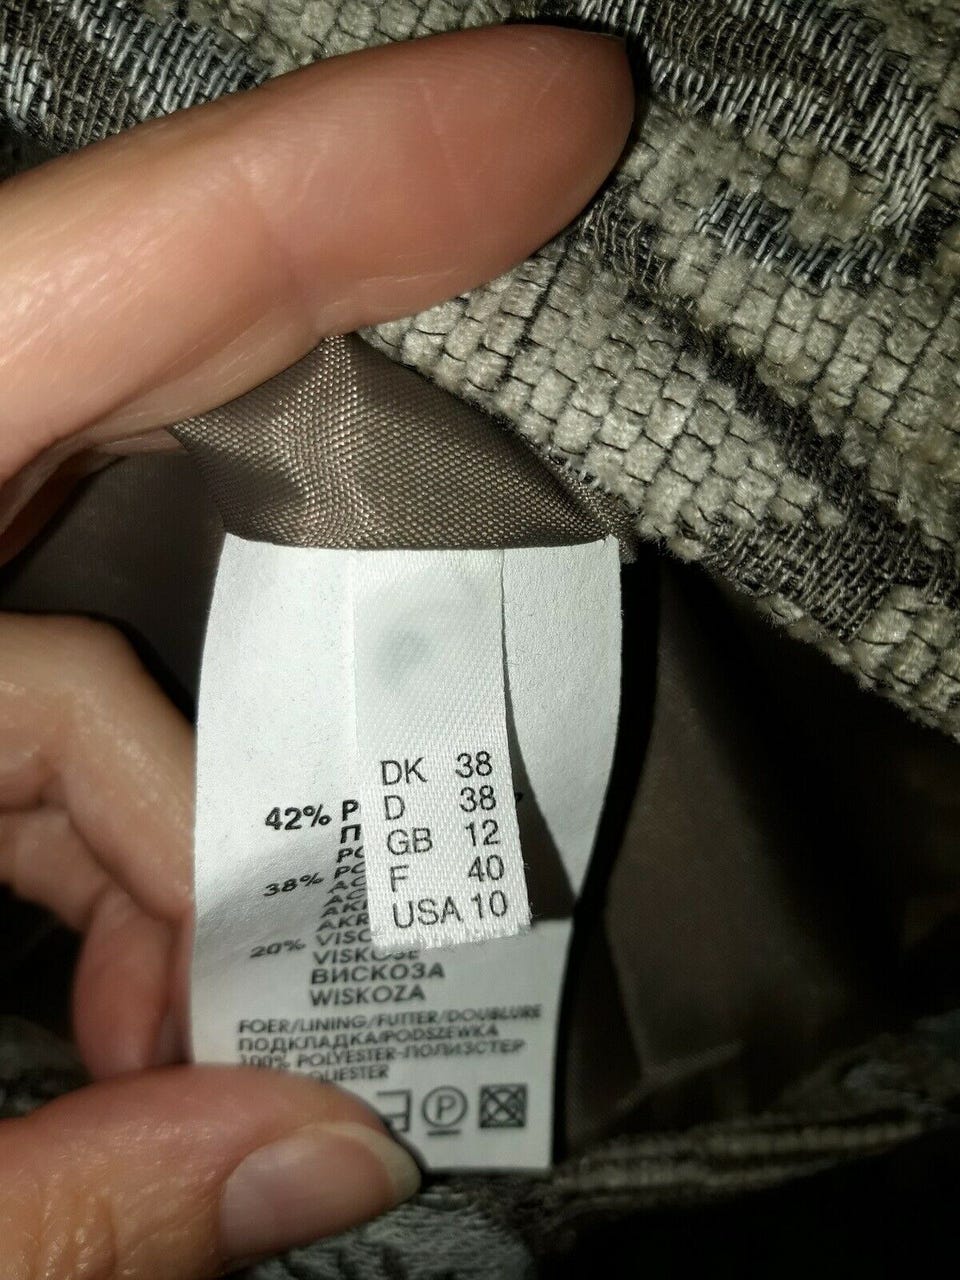 DK 38
D 38
GB 12
F 40
USA 10
42%
38%
20%
VISKOSE
ВИСКОЗА
WISKOZA
FOER/LINING/FUTTER/DOUBLURE
ПОДКЛАДКА/PODSZEWKA
100% POLYESTER-ПОЛИЭСТЕР
P